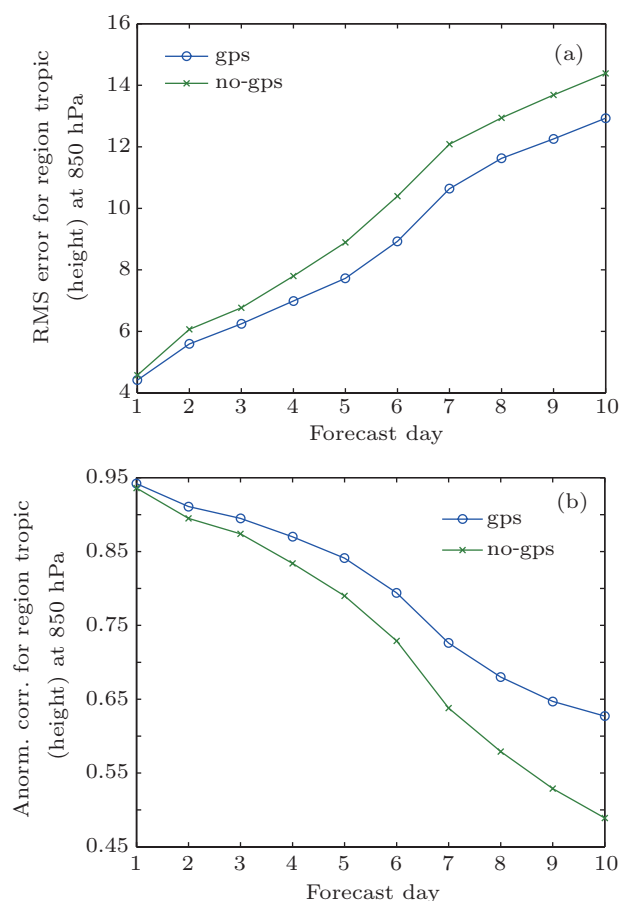 RMS error for region tropic
(height) at 850 hPa
16
14
12
10
8
6
4
gps
no-gps
(a)
1 2 3 4 5 6 7 8 9 10
Forecast day
Anorm. corr. for region tropic
(height) at 850 hPa
0.95
0.85
0.75
0.65
0.55
0.45
gps
no-gps
(b)
1 2 3 4 5 6 7 8 9 10
Forecast day